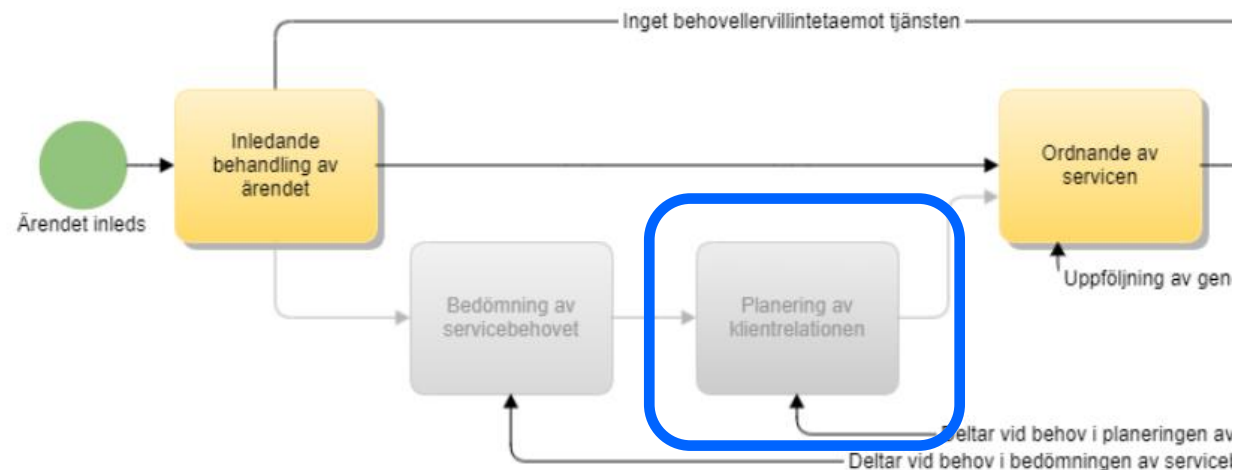 Inget behovellervillintetaemot tjänsten
Inledande
behandling av
ärendet
Ordnande av
servicen
Ärendet inleds
Uppföljning av gen
Bedömning av
servicebehovet
Planering av
klientrelationen
Deltar vid behov i planeringen av
Deltar vid behov i bedömningen av